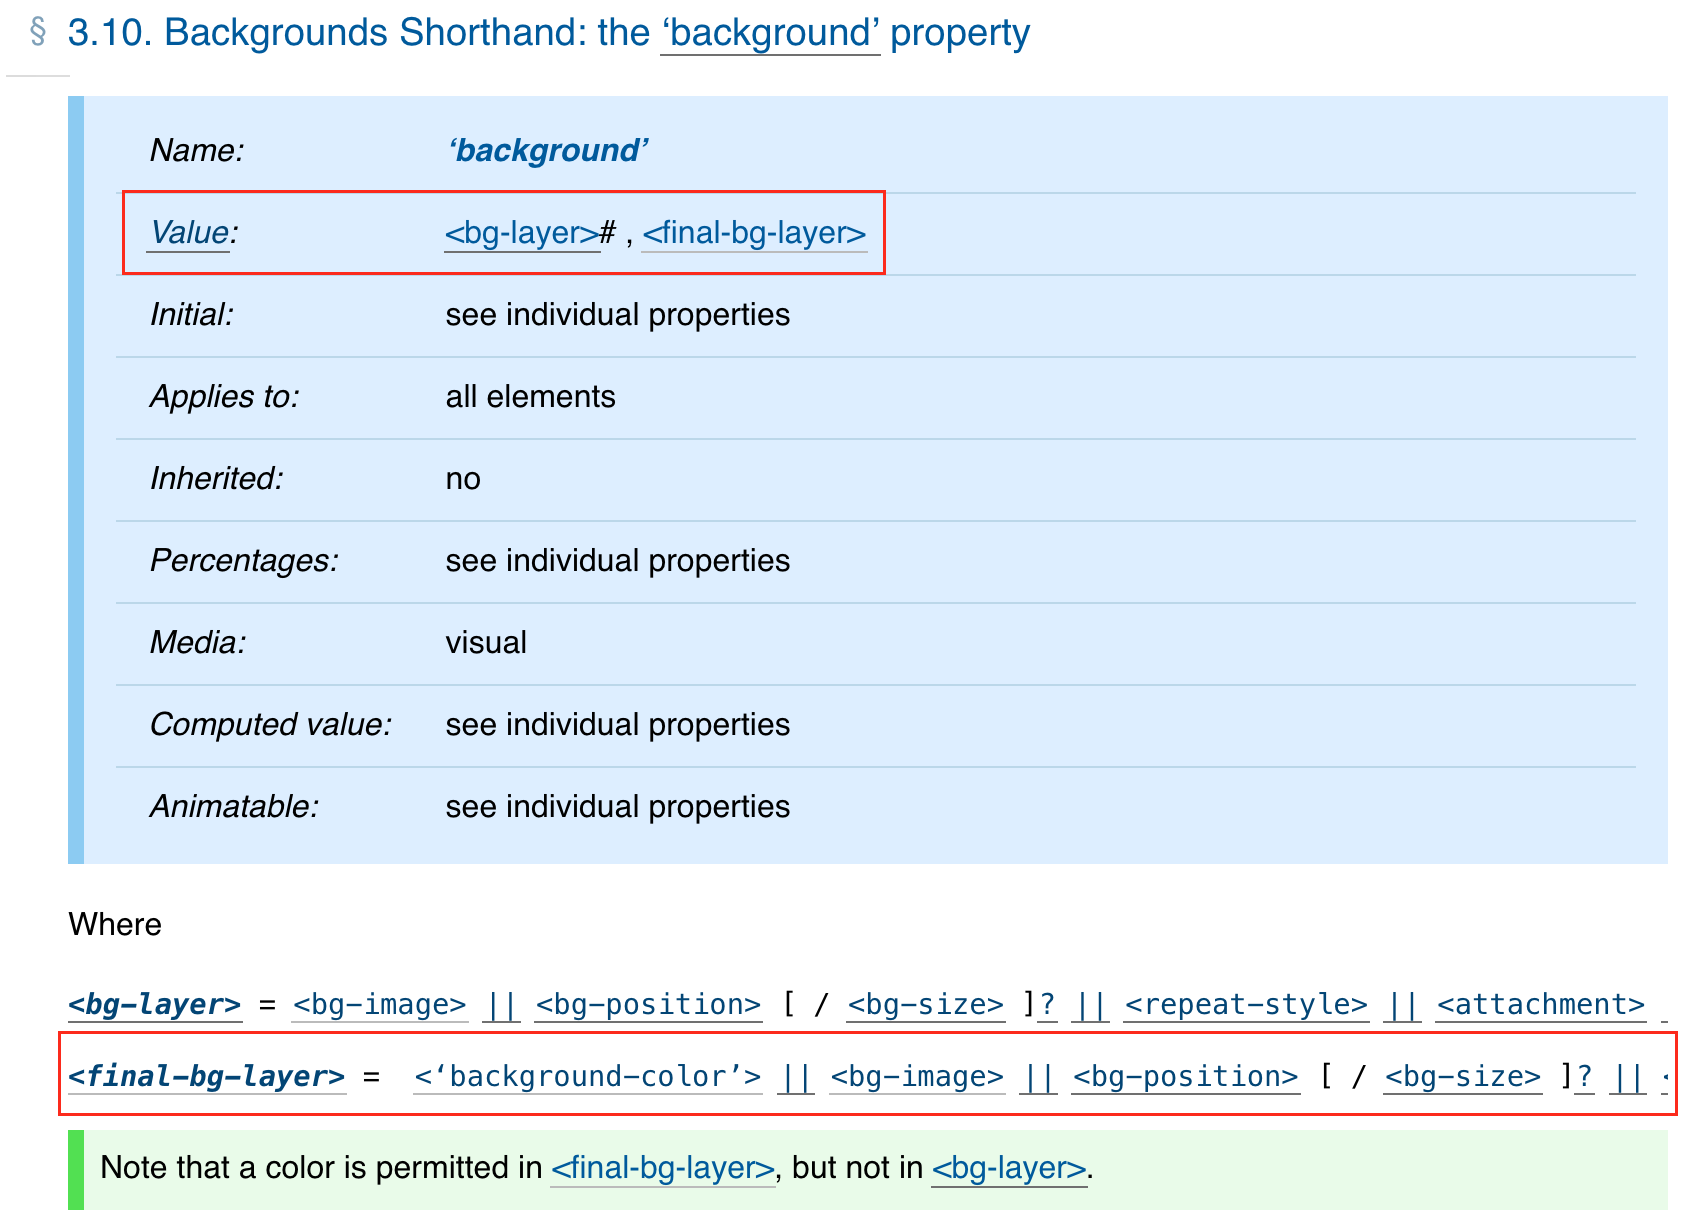 § 3.10. Backgrounds Shorthand: the ‘background’ property
Name: ‘background’
Value: <bg-layer># , <final-bg-layer>
Initial: see individual properties
Applies to: all elements
Inherited: no
Percentages: see individual properties
Media: visual
Computed value: see individual properties
Animatable: see individual properties
Where
<bg-layer> = <bg-image> || <bg-position> [ / <bg-size> ]? || <repeat-style> || <attachment>
<final-bg-layer> = <‘background-color’> || <bg-image> || <bg-position> [ / <bg-size> ]? ||
Note that a color is permitted in <final-bg-layer>, but not in <bg-layer>.